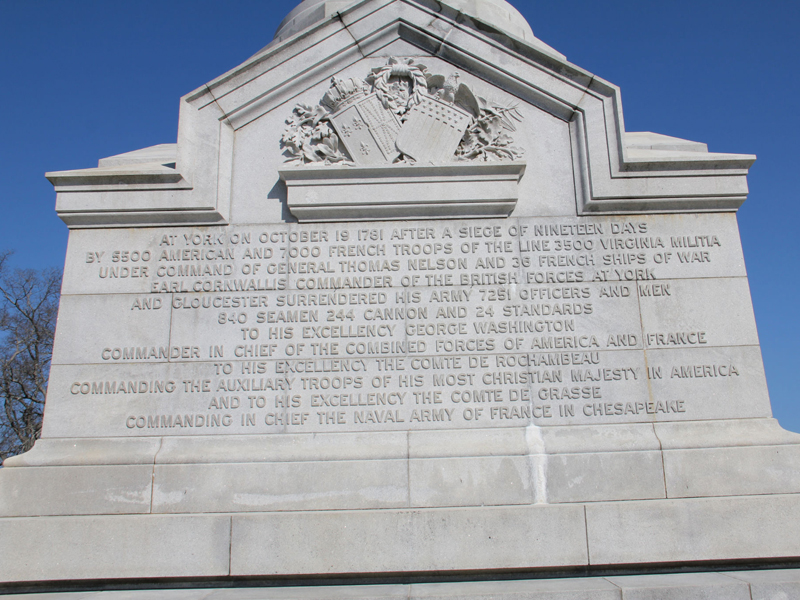 AT YORK ON OCTOBER 19 1781 AFTER A SIEGE OF NINETEEN DAYS
BY 5500 AMERICAN AND 7000 FRENCH TROOPS OF THE LINE 3500 VIRGINIA MILITIA
UNDER COMMAND OF GENERAL THOMAS NELSON AND 36 FRENCH SHIPS OF WAR
EARL CORNWALLIS COMMANDER OF THE BRITISH FORCES AT YORK
AND GLOUCESTER SURRENDERED HIS ARMY 7251 OFFICERS AND MEN
840 SEAMEN 244 CANNON AND 24 STANDARDS
TO HIS EXCELLENCY GEORGE WASHINGTON
COMMANDER IN CHIEF OF THE COMBINED FORCES OF AMERICA AND FRANCE
TO HIS EXCELLENCY THE COMTE DE ROCHAMBEAU
COMMANDING THE AUXILIARY TROOPS OF HIS MOST CHRISTIAN MAJESTY IN AMERICA
AND TO HIS EXCELLENCY THE COMTE DE GRASSE
COMMANDING IN CHIEF THE NAVAL ARMY OF FRANCE IN CHESAPEAKE